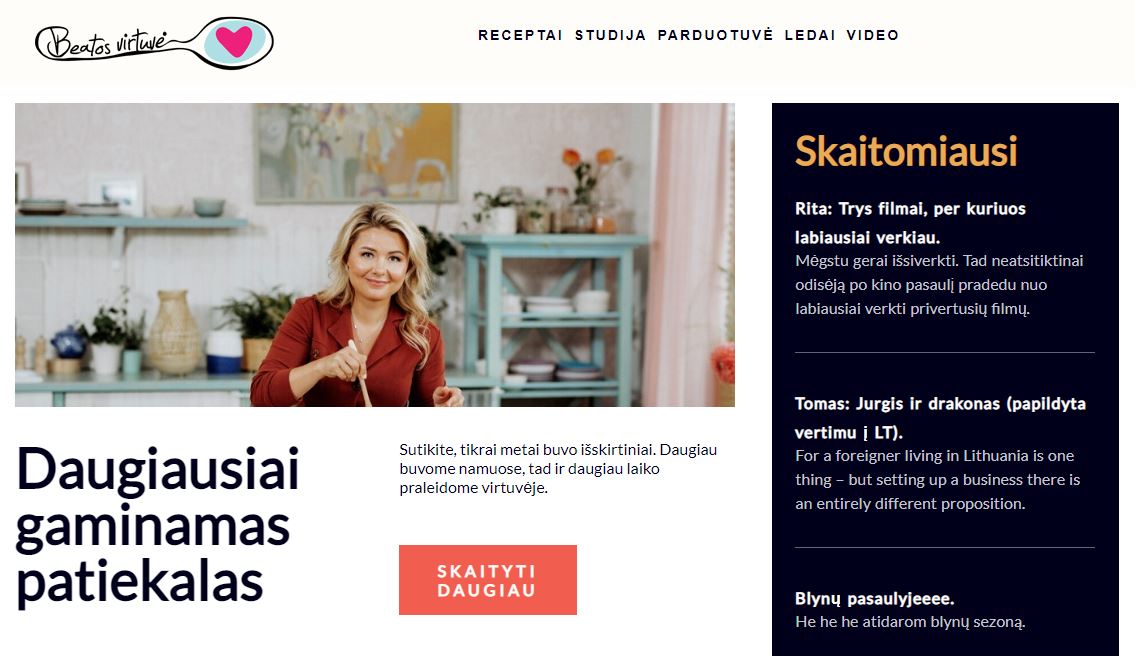 Beatos virtuvė
RECEPTAI STUDIJA PARDUOTUVĖ LEDAI VIDEO
Daugiausiai
gaminamas
patiekalas
Sutikite, tikrai metai buvo išskirtiniai. Daugiau
buvome namuose, tad ir daugiau laiko
praleidome virtuvėje.
SKAITYTI
DAUGIAU
Skaitomiausi
Rita: Trys filmai, per kuriuos
labiausiai verkiau.
Mėgstu gerai išsiverkti. Tad neatsitiktinai
odisėją po kino pasaulį pradedu nuo
labiausiai verkti privertusių filmų.
Tomas: Jurgis ir drakonas (papildyta
vertimu į LT).
For a foreigner living in Lithuania is one
thing – but setting up a business there is
an entirely different proposition.
Blynų pasaulyjeeee.
He he he atidarom blynų sezoną.